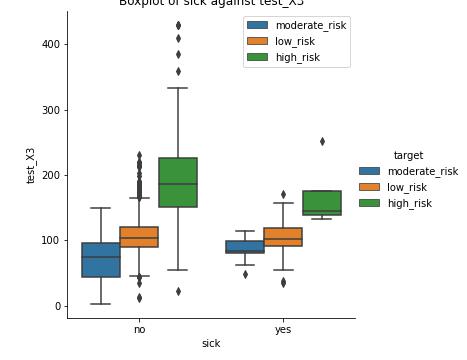 Boxplot of sick against test_X3
moderate_risk
low_risk
high_risk
400
300
200
100
0
test_X3
no
yes
sick
target
moderate_risk
low_risk
high_risk